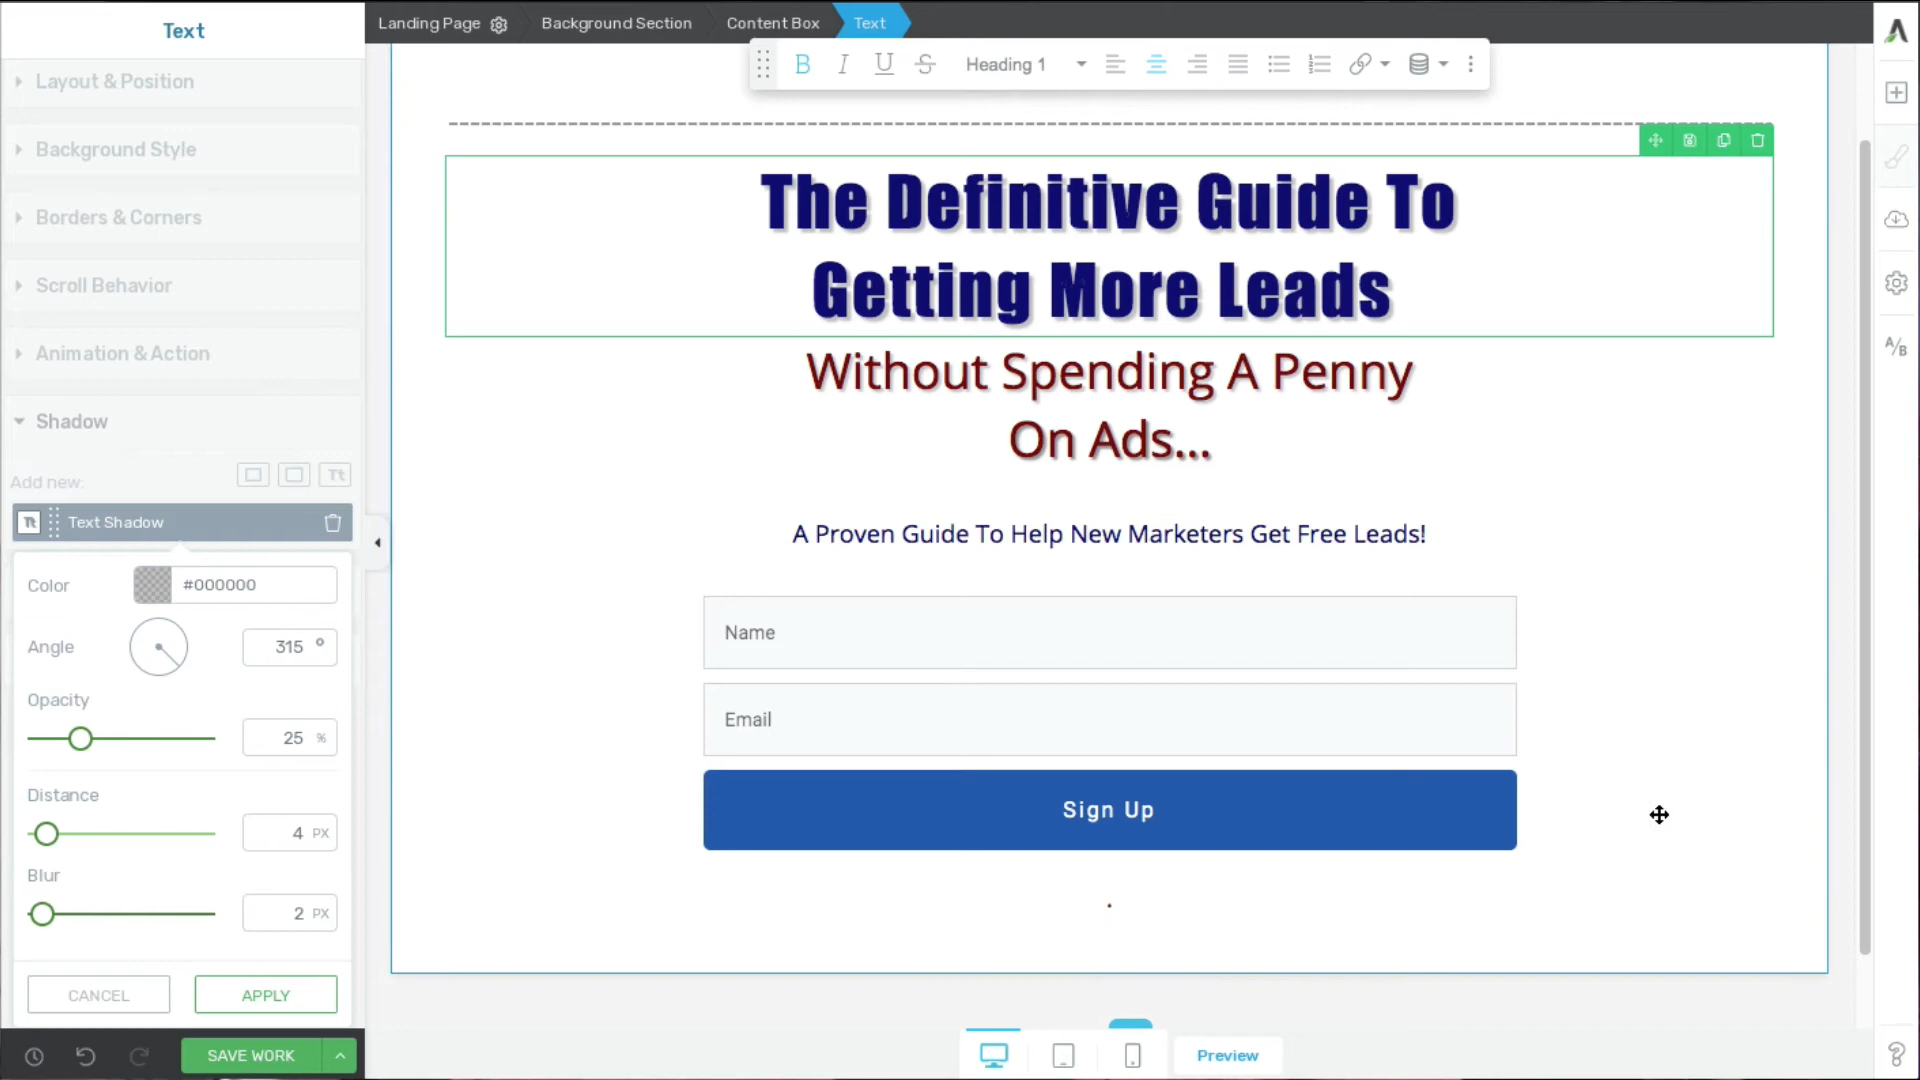 Text
Landing Page
Background Section
Content Box
Text
Layout & Position
Background Style
Borders & Corners
Scroll Behavior
Animation & Action
Shadow
Add new:
Tt
Tt Text Shadow
Color #000000
Angle 315 °
Opacity
25 %
Distance
4 PX
Blur
2 PX
CANCEL APPLY
SAVE WORK
B I U S Heading 1
The Definitive Guide To
Getting More Leads
Without Spending A Penny
On Ads...
A Proven Guide To Help New Marketers Get Free Leads!
Name
Email
Sign Up
.
Preview
A/B
?